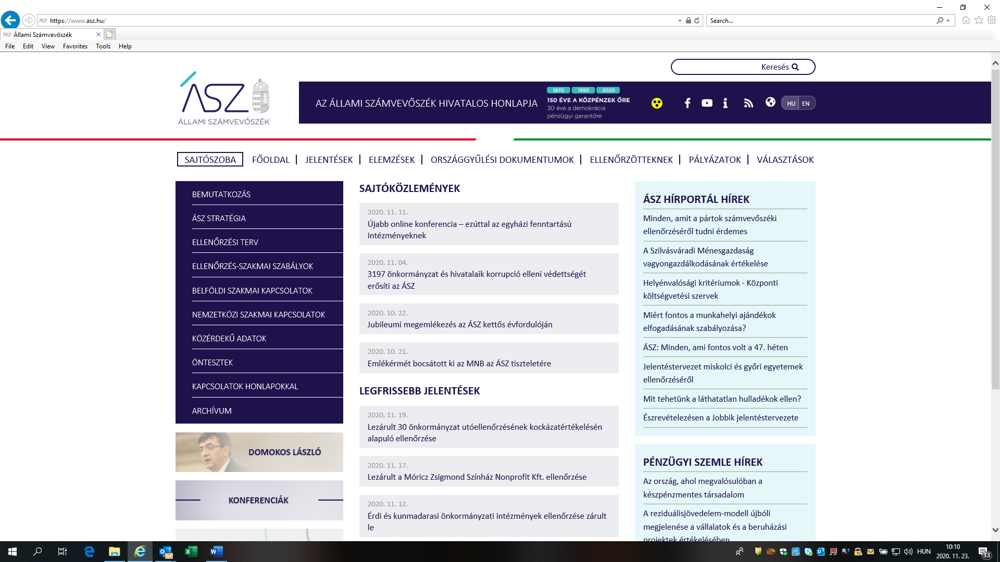 https://www.asz.hu/
Search...
Állami Számvevőszék
File Edit View Favorites Tools Help
Keresés
ÁSZ
ÁLLAMI SZÁMVEVŐSZÉK
AZ ÁLLAMI SZÁMVEVŐSZÉK HIVATALOS HONLAPJA
1870 1990 2020
150 ÉVE A KÖZPÉNZEK ŐRE
30 éve a demokrácia
pénzügyi garantőre
HU EN
SAJTÓSZOBA FŐOLDAL JELENTÉSEK ELEMZÉSEK ORSZÁGGYŰLÉSI DOKUMENTUMOK ELLENŐRZÖTTEKNEK PÁLYÁZATOK VÁLASZTÁSOK
BEMUTATKOZÁS
ÁSZ STRATÉGIA
ELLENŐRZÉSI TERV
ELLENŐRZÉS-SZAKMAI SZABÁLYOK
BELFÖLDI SZAKMAI KAPCSOLATOK
NEMZETKÖZI SZAKMAI KAPCSOLATOK
KÖZÉRDEKŰ ADATOK
ÖNTESZTEK
KAPCSOLATOK HONLAPOKKAL
ARCHÍVUM
DOMOKOS LÁSZLÓ
KONFERENCIÁK
SAJTÓKÖZLEMÉNYEK
2020. 11. 11.
Újabb online konferencia – ezúttal az egyházi fenntartású
intézményeknek
2020. 11. 04.
3197 önkormányzat és hivatalaik korrupció elleni védettségét
erősíti az ÁSZ
2020. 10. 22.
Jubileumi megemlékezés az ÁSZ kettős évfordulóján
2020. 10. 21.
Emlékérmét bocsátott ki az MNB az ÁSZ tiszteletére
LEGFRISSEBB JELENTÉSEK
2020. 11. 19.
Lezárult 30 önkormányzat utóellenőrzésének kockázatértékelésén
alapuló ellenőrzése
2020. 11. 17.
Lezárult a Móricz Zsigmond Színház Nonprofit Kft. ellenőrzése
2020. 11. 12.
Érdi és kunmadarasi önkormányzati intézmények ellenőrzése zárult
le
ÁSZ HÍRPORTÁL HÍREK
Minden, amit a pártok számvevőszéki
ellenőrzéséről tudni érdemes
A Szilvásváradi Ménesgazdaság
vagyongazdálkodásának értékelése
Helyénvalósági kritériumok - Központi
költségvetési szervek
Miért fontos a munkahelyi ajándékok
elfogadásának szabályozása?
ÁSZ: Minden, ami fontos volt a 47. héten
Jelentéstervezet miskolci és győri egyetemek
ellenőrzéséről
Mit tehetünk a láthatatlan hulladékok ellen?
Észrevételezésen a Jobbik jelentéstervezete
PÉNZÜGYI SZEMLE HÍREK
Az ország, ahol megvalósulóban a
készpénzmentes társadalom
A reziduálisjövedelem-modell újbóli
megjelenése a vállalatok és a beruházási
projektek értékelésében
HUN
10:10
2020. 11. 23.
33